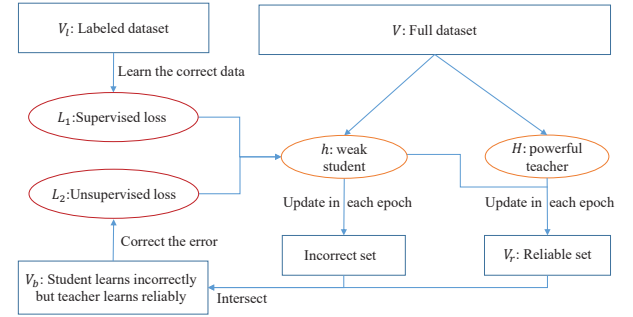 V_l: Labeled dataset
V: Full dataset
Learn the correct data
L_1:Supervised loss
h: weak
student
H: powerful
teacher
L_2:Unsupervised loss
Update in each epoch
Update in each epoch
Correct the error
Incorrect set
V_r: Reliable set
V_b: Student learns incorrectly
but teacher learns reliably
Intersect